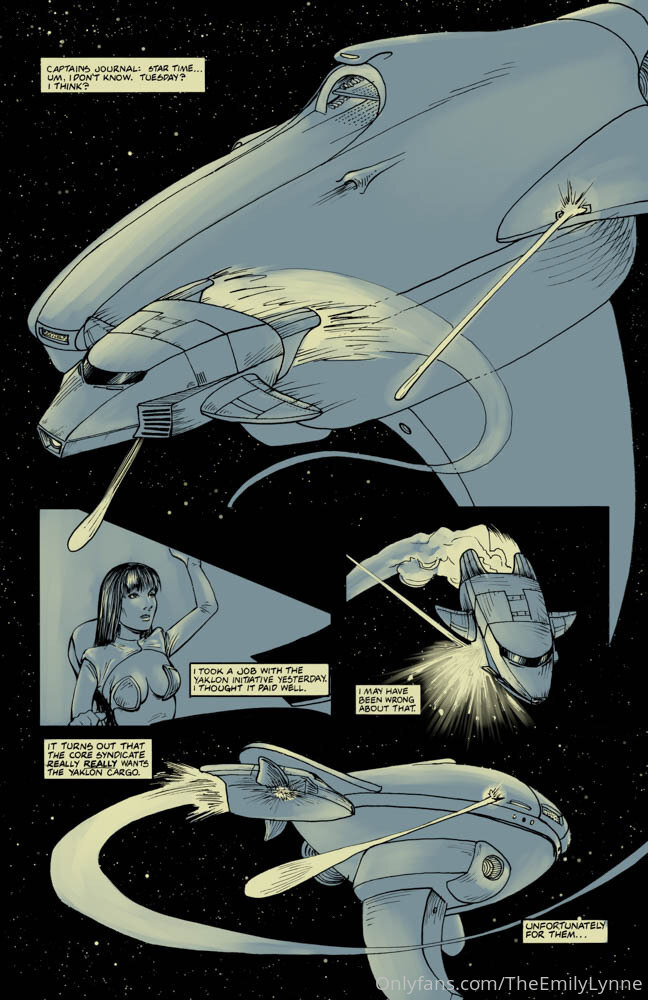 CAPTAINS JOURNAL: STAR TIME...
UM, I DON'T KNOW. TUESDAY?
I THINK?
I TOOK A JOB WITH THE
YAKLON INITIATIVE YESTERDAY.
I THOUGHT IT PAID WELL.
I MAY HAVE
BEEN WRONG
ABOUT THAT.
IT TURNS OUT THAT
THE CORE SYNDICATE
REALLY REALLY WANTS
THE YAKLON CARGO.
UNFORTUNATELY
FOR THEM...
Onlyfans.com/TheEmilyLynne